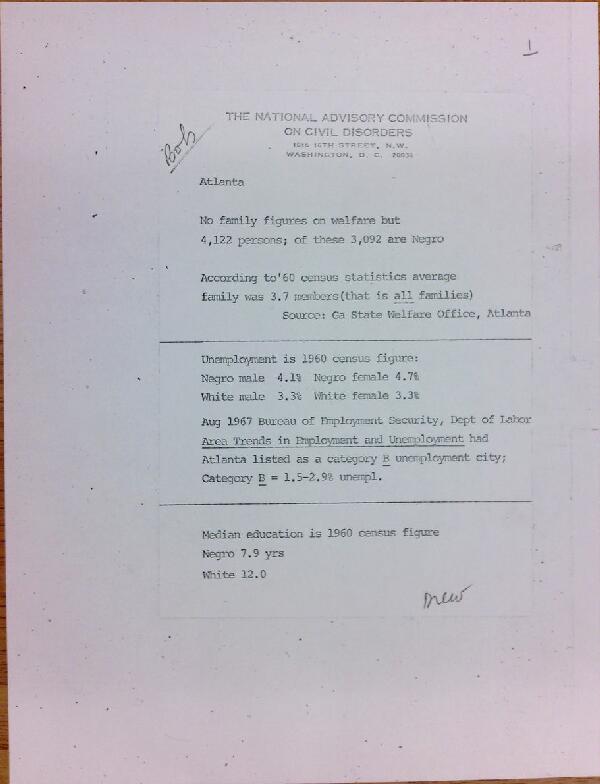 1
THE NATIONAL ADVISORY COMMISSION
ON CIVIL DISORDERS
1016 16TH STREET, N.W.
WASHINGTON, D. C. 20036
Bob
Atlanta
No family figures on welfare but
4,122 persons; of these 3,092 are Negro
According to'60 census statistics average
family was 3.7 members(that is all families)
Source: Ga State Welfare Office, Atlanta
Unemployment is 1960 census figure:
Negro male 4.1% Negro female 4.7%
White male 3.3% White female 3.3%
Aug 1967 Bureau of Employment Security, Dept of Labor
Area Trends in Employment and Unemployment had
Atlanta listed as a category B unemployment city;
Category B = 1.5-2.9% unempl.
Median education is 1960 census figure
Negro 7.9 yrs
White 12.0
Drew